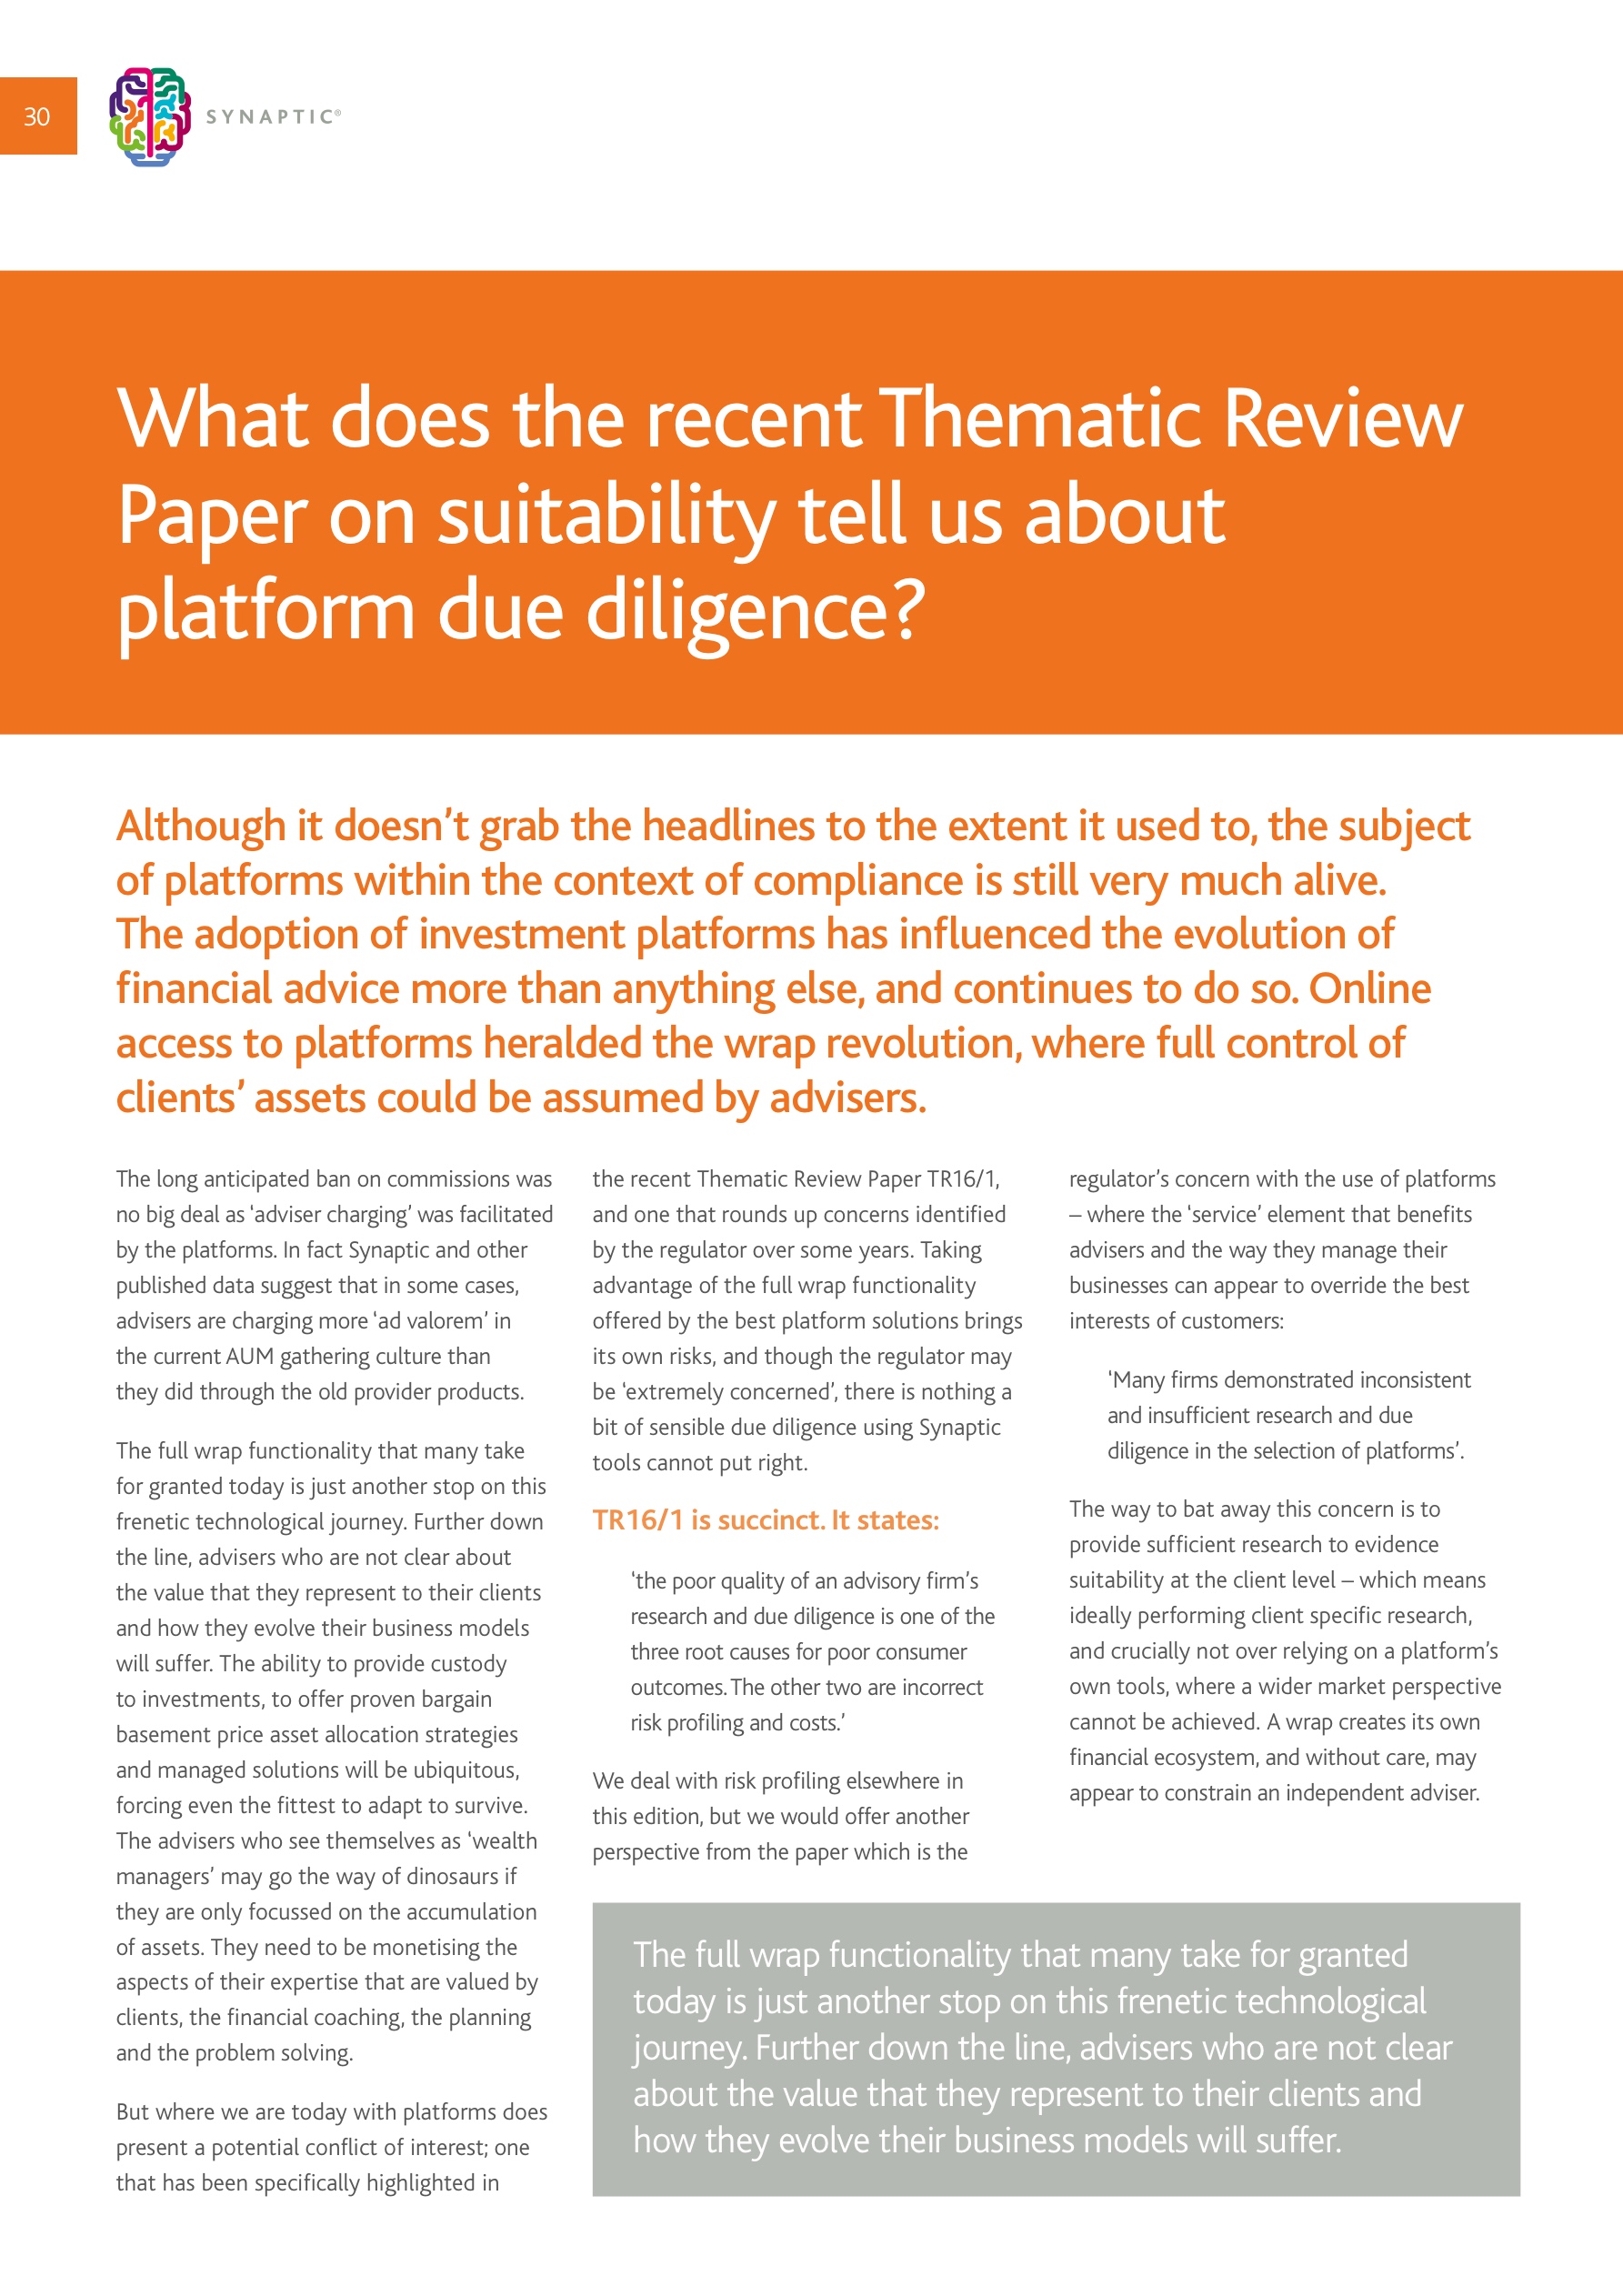 30
SYNAPTIC®
What does the recent Thematic Review
Paper on suitability tell us about
platform due diligence?
Although it doesn’t grab the headlines to the extent it used to, the subject
of platforms within the context of compliance is still very much alive.
The adoption of investment platforms has influenced the evolution of
financial advice more than anything else, and continues to do so. Online
access to platforms heralded the wrap revolution, where full control of
clients’ assets could be assumed by advisers.
The long anticipated ban on commissions was
no big deal as ‘adviser charging’ was facilitated
by the platforms. In fact Synaptic and other
published data suggest that in some cases,
advisers are charging more ‘ad valorem’ in
the current AUM gathering culture than
they did through the old provider products.
The full wrap functionality that many take
for granted today is just another stop on this
frenetic technological journey. Further down
the line, advisers who are not clear about
the value that they represent to their clients
and how they evolve their business models
will suffer. The ability to provide custody
to investments, to offer proven bargain
basement price asset allocation strategies
and managed solutions will be ubiquitous,
forcing even the fittest to adapt to survive.
The advisers who see themselves as ‘wealth
managers’ may go the way of dinosaurs if
they are only focussed on the accumulation
of assets. They need to be monetising the
aspects of their expertise that are valued by
clients, the financial coaching, the planning
and the problem solving.
But where we are today with platforms does
present a potential conflict of interest; one
that has been specifically highlighted in
the recent Thematic Review Paper TR16/1,
and one that rounds up concerns identified
by the regulator over some years. Taking
advantage of the full wrap functionality
offered by the best platform solutions brings
its own risks, and though the regulator may
be ‘extremely concerned’, there is nothing a
bit of sensible due diligence using Synaptic
tools cannot put right.
TR16/1 is succinct. It states:
‘the poor quality of an advisory firm’s
research and due diligence is one of the
three root causes for poor consumer
outcomes. The other two are incorrect
risk profiling and costs.’
We deal with risk profiling elsewhere in
this edition, but we would offer another
perspective from the paper which is the
regulator’s concern with the use of platforms
– where the ‘service’ element that benefits
advisers and the way they manage their
businesses can appear to override the best
interests of customers:
‘Many firms demonstrated inconsistent
and insufficient research and due
diligence in the selection of platforms’.
The way to bat away this concern is to
provide sufficient research to evidence
suitability at the client level – which means
ideally performing client specific research,
and crucially not over relying on a platform’s
own tools, where a wider market perspective
cannot be achieved. A wrap creates its own
financial ecosystem, and without care, may
appear to constrain an independent adviser.
The full wrap functionality that many take for granted
today is just another stop on this frenetic technological
journey. Further down the line, advisers who are not clear
about the value that they represent to their clients and
how they evolve their business models will suffer.